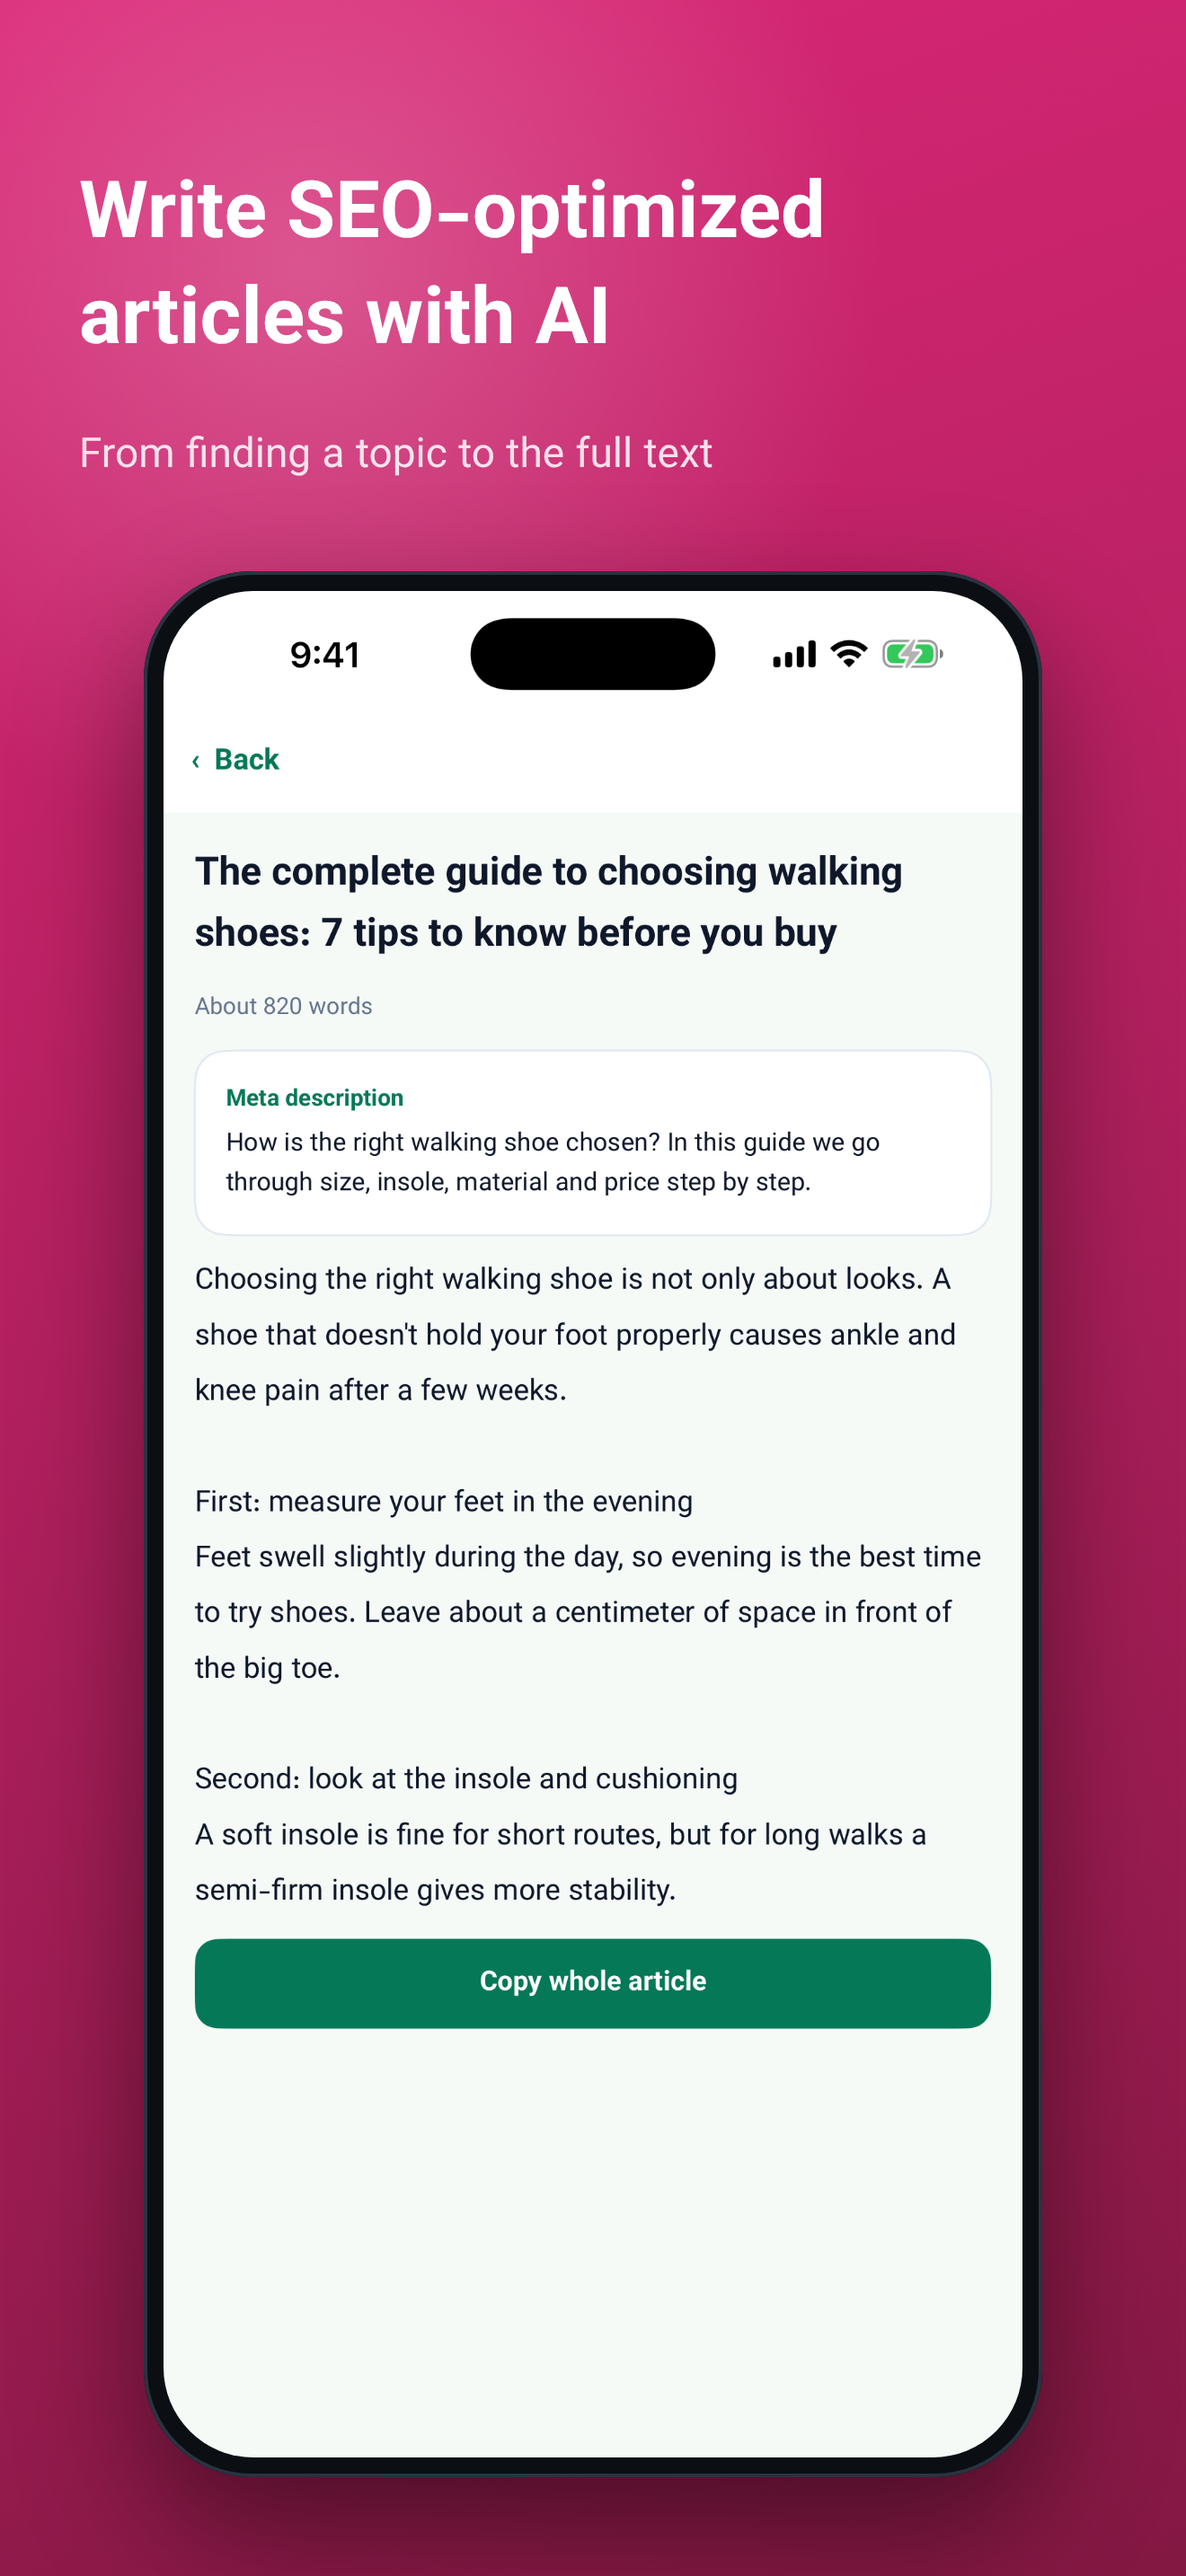 Write SEO-optimized
articles with AI
From finding a topic to the full text
9:41
‹ Back
The complete guide to choosing walking
shoes: 7 tips to know before you buy
About 820 words
Meta description
How is the right walking shoe chosen? In this guide we go
through size, insole, material and price step by step.
Choosing the right walking shoe is not only about looks. A
shoe that doesn't hold your foot properly causes ankle and
knee pain after a few weeks.
First: measure your feet in the evening
Feet swell slightly during the day, so evening is the best time
to try shoes. Leave about a centimeter of space in front of
the big toe.
Second: look at the insole and cushioning
A soft insole is fine for short routes, but for long walks a
semi-firm insole gives more stability.
Copy whole article